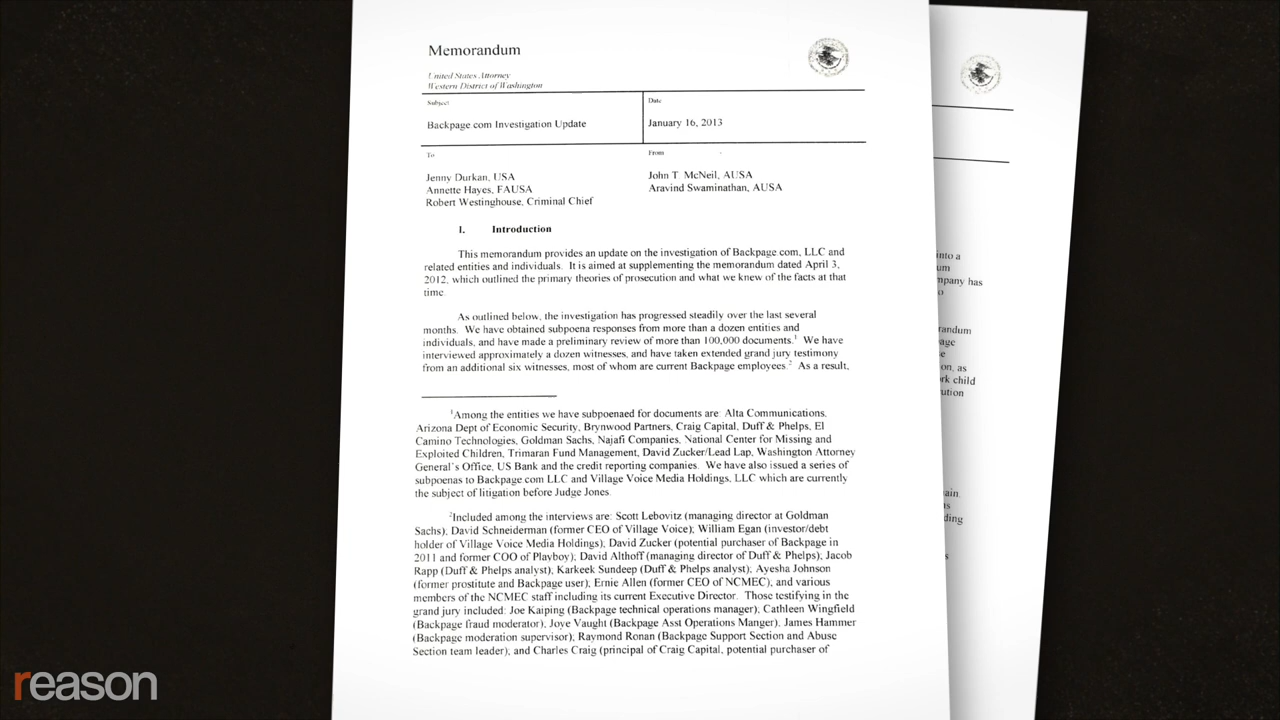 Memorandum
United States Attorney
Western District of Washington
Subject
Date
Backpage.com Investigation Update
January 16, 2013
To
From
Jenny Durkan, USA
Annette Hayes, FAUSA
Robert Westinghouse, Criminal Chief
John T. McNeil, AUSA
Aravind Swaminathan, AUSA
I. Introduction
This memorandum provides an update on the investigation of Backpage.com, LLC and
related entities and individuals. It is aimed at supplementing the memorandum dated April 3,
2012, which outlined the primary theories of prosecution and what we knew of the facts at that
time.
As outlined below, the investigation has progressed steadily over the last several
months. We have obtained subpoena responses from more than a dozen entities and
individuals, and have made a preliminary review of more than 100,000 documents.1 We have
interviewed approximately a dozen witnesses, and have taken extended grand jury testimony
from an additional six witnesses, most of whom are current Backpage employees.2 As a result,
1Among the entities we have subpoenaed for documents are: Alta Communications,
Arizona Dept of Economic Security, Brynwood Partners, Craig Capital, Duff & Phelps, El
Camino Technologies, Goldman Sachs, Najafi Companies, National Center for Missing and
Exploited Children, Trimaran Fund Management, David Zucker/Lead Lap, Washington Attorney
General's Office, US Bank and the credit reporting companies. We have also issued a series of
subpoenas to Backpage.com LLC and Village Voice Media Holdings, LLC which are currently
the subject of litigation before Judge Jones.
2Included among the interviews are: Scott Lebovitz (managing director at Goldman
Sachs); David Schneiderman (former CEO of Village Voice); William Egan (investor/debt
holder of Village Voice Media Holdings); David Zucker (potential purchaser of Backpage in
2011 and former COO of Playboy); David Althoff (managing director of Duff & Phelps); Jacob
Rapp (Duff & Phelps analyst); Karkeek Sundeep (Duff & Phelps analyst); Ayesha Johnson
(former prostitute and Backpage user); Ernie Allen (former CEO of NCMEC); and various
members of the NCMEC staff including its current Executive Director. Those testifying in the
grand jury included: Joe Kaiping (Backpage technical operations manager); Cathleen Wingfield
(Backpage fraud moderator); Joye Vaught (Backpage Asst Operations Manger); James Hammer
(Backpage moderation supervisor); Raymond Ronan (Backpage Support Section and Abuse
Section team leader); and Charles Craig (principal of Craig Capital, potential purchaser of
into a
um
mpany has
o
randum
age
e
on, as
rk child
ution
ain
ts
ding
s
reason